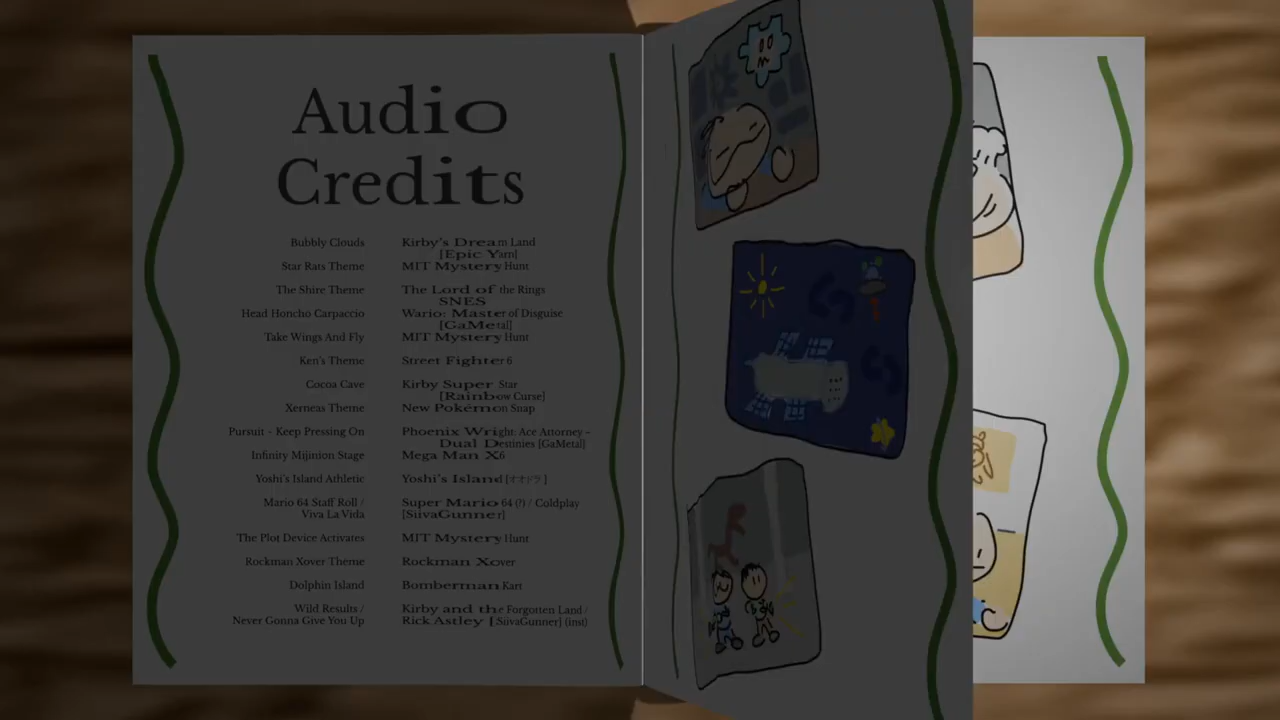 Audio
Credits
Bubbly Clouds Kirby's Dream Land
[Epic Yarn]
Star Rats Theme MIT Mystery Hunt
The Shire Theme The Lord of the Rings
SNES
Head Honcho Carpaccio Wario: Master of Disguise
[GaMetal]
Take Wings And Fly MIT Mystery Hunt
Ken's Theme Street Fighter 6
Cocoa Cave Kirby Super Star
[Rainbow Curse]
Xerneas Theme New Pokémon Snap
Pursuit - Keep Pressing On Phoenix Wright: Ace Attorney -
Dual Destinies [GaMetal]
Infinity Mijinion Stage Mega Man X6
Yoshi's Island Athletic Yoshi's Island [オオドラ]
Mario 64 Staff Roll / Super Mario 64 (?) / Coldplay
Viva La Vida [SiivaGunner]
The Plot Device Activates MIT Mystery Hunt
Rockman Xover Theme Rockman Xover
Dolphin Island Bomberman Kart
Wild Results / Kirby and the Forgotten Land /
Never Gonna Give You Up Rick Astley [SiivaGunner] (inst)